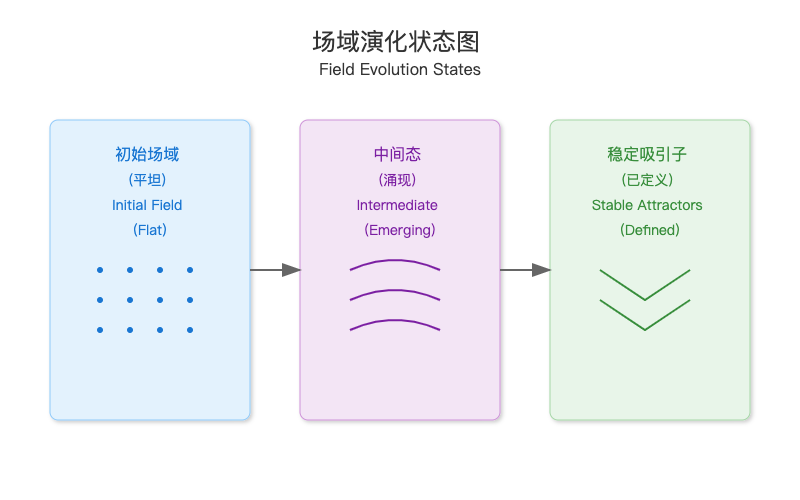 场域演化状态图
Field Evolution States
初始场域
(平坦)
Initial Field
(Flat)
中间态
(涌现)
Intermediate
(Emerging)
稳定吸引子
(已定义)
Stable Attractors
(Defined)